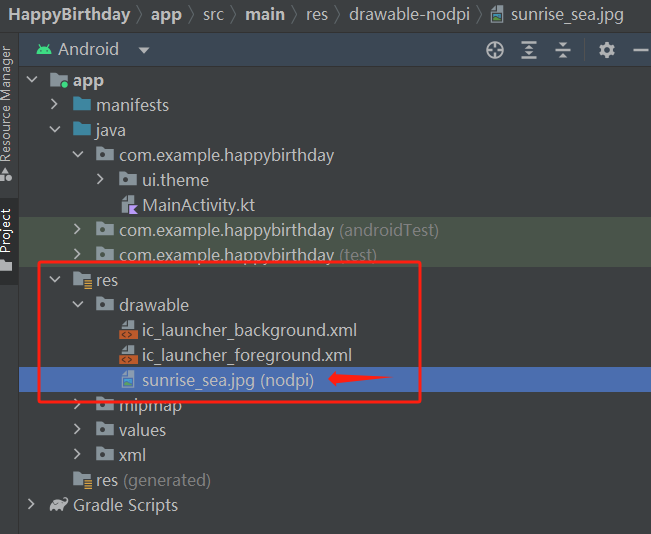 HappyBirthday › app › src › main › res › drawable-nodpi › sunrise_sea.jpg
Android
Resource Manager
Project
app
manifests
java
com.example.happybirthday
ui.theme
MainActivity.kt
com.example.happybirthday (androidTest)
com.example.happybirthday (test)
res
drawable
ic_launcher_background.xml
ic_launcher_foreground.xml
sunrise_sea.jpg (nodpi)
mipmap
values
xml
res (generated)
Gradle Scripts